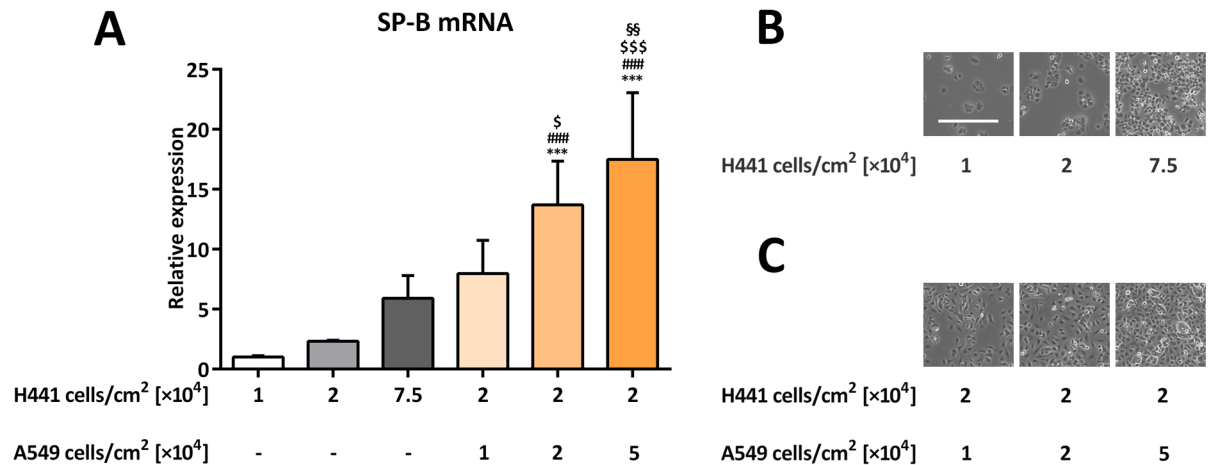 A
SP-B mRNA
§§
$$$
###
***
$
###
***
25
20
15
10
5
0
Relative expression
H441 cells/cm² [×10⁴] 1 2 7.5 2 2 2
A549 cells/cm² [×10⁴] - - - 1 2 5
B
H441 cells/cm² [×10⁴] 1 2 7.5
C
H441 cells/cm² [×10⁴] 2 2 2
A549 cells/cm² [×10⁴] 1 2 5